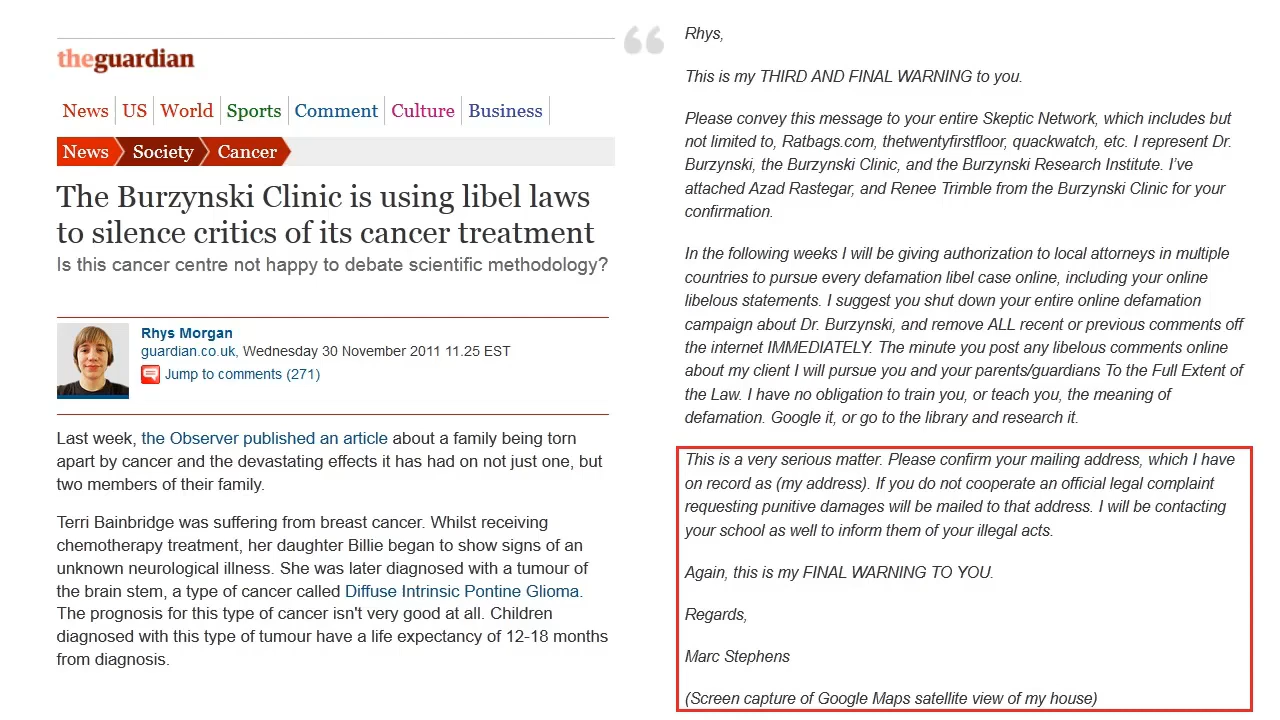 theguardian
News US World Sports Comment Culture Business
News Society Cancer
The Burzynski Clinic is using libel laws
to silence critics of its cancer treatment
Is this cancer centre not happy to debate scientific methodology?
Rhys Morgan
guardian.co.uk, Wednesday 30 November 2011 11.25 EST
Jump to comments (271)
Last week, the Observer published an article about a family being torn
apart by cancer and the devastating effects it has had on not just one, but
two members of their family.
Terri Bainbridge was suffering from breast cancer. Whilst receiving
chemotherapy treatment, her daughter Billie began to show signs of an
unknown neurological illness. She was later diagnosed with a tumour of
the brain stem, a type of cancer called Diffuse Intrinsic Pontine Glioma.
The prognosis for this type of cancer isn't very good at all. Children
diagnosed with this type of tumour have a life expectancy of 12-18 months
from diagnosis.
“
Rhys,
This is my THIRD AND FINAL WARNING to you.
Please convey this message to your entire Skeptic Network, which includes but
not limited to, Ratbags.com, thetwentyfirstfloor, quackwatch, etc. I represent Dr.
Burzynski, the Burzynski Clinic, and the Burzynski Research Institute. I’ve
attached Azad Rastegar, and Renee Trimble from the Burzynski Clinic for your
confirmation.
In the following weeks I will be giving authorization to local attorneys in multiple
countries to pursue every defamation libel case online, including your online
libelous statements. I suggest you shut down your entire online defamation
campaign about Dr. Burzynski, and remove ALL recent or previous comments off
the internet IMMEDIATELY. The minute you post any libelous comments online
about my client I will pursue you and your parents/guardians To the Full Extent of
the Law. I have no obligation to train you, or teach you, the meaning of
defamation. Google it, or go to the library and research it.
This is a very serious matter. Please confirm your mailing address, which I have
on record as (my address). If you do not cooperate an official legal complaint
requesting punitive damages will be mailed to that address. I will be contacting
your school as well to inform them of your illegal acts.
Again, this is my FINAL WARNING TO YOU.
Regards,
Marc Stephens
(Screen capture of Google Maps satellite view of my house)